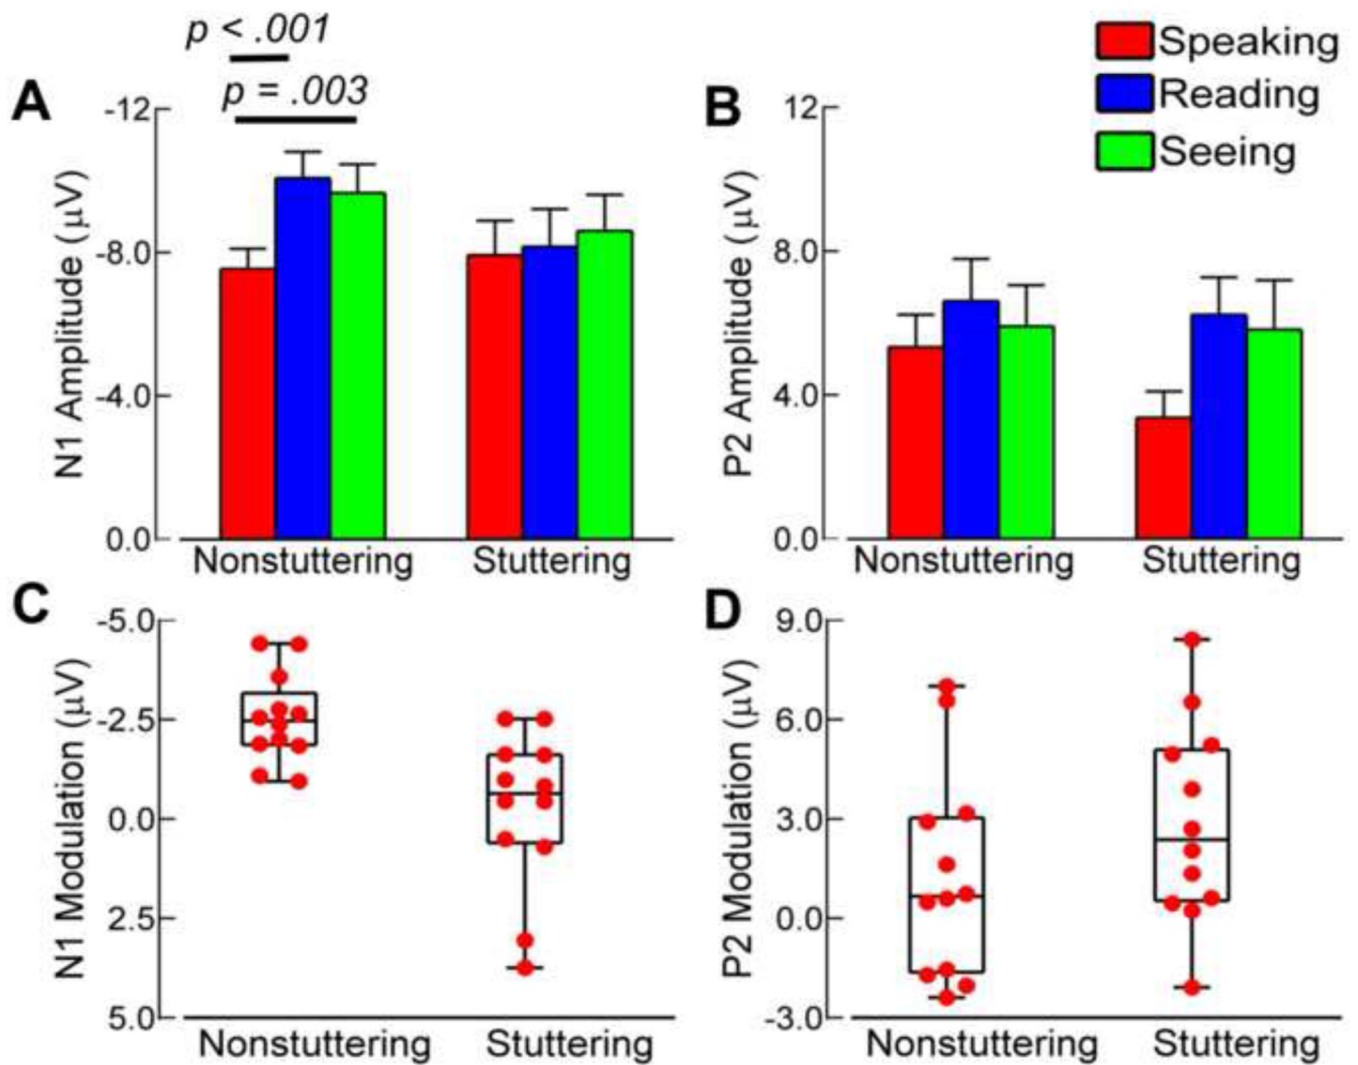 p < .001
p = .003
A
-12
-8.0
-4.0
0.0
N1 Amplitude (µV)
Nonstuttering
Stuttering
B
12
8.0
4.0
0.0
P2 Amplitude (µV)
Nonstuttering
Stuttering
Speaking
Reading
Seeing
C
-5.0
-2.5
0.0
2.5
5.0
N1 Modulation (µV)
Nonstuttering
Stuttering
D
9.0
6.0
3.0
0.0
-3.0
P2 Modulation (µV)
Nonstuttering
Stuttering